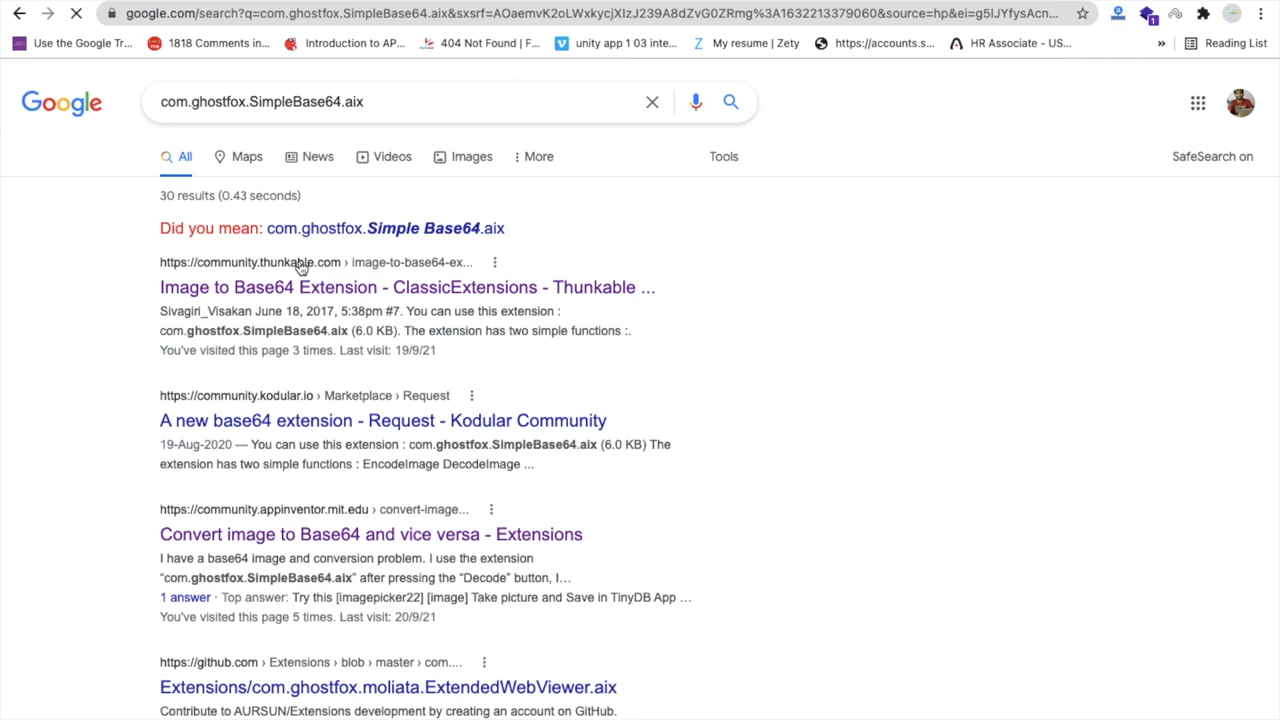 google.com/search?q=com.ghostfox.SimpleBase64.aix&sxsrf=AOaemvK2oLWxkycjXIzJ239A8dZvG0ZRmg%3A1632213379060&source=hp&ei=g5lJYfysAcn...
1
Use the Google Tr... 1818 Comments in... Introduction to AP... 404 Not Found | F... unity app 1 03 inte... My resume | Zety https://accounts.s... HR Associate - US... » Reading List
Google com.ghostfox.SimpleBase64.aix
All Maps News Videos Images More Tools SafeSearch on
30 results (0.43 seconds)
Did you mean: com.ghostfox.Simple Base64.aix
https://community.thunkable.com › image-to-base64-ex...
Image to Base64 Extension - ClassicExtensions - Thunkable ...
Sivagiri_Visakan June 18, 2017, 5:38pm #7. You can use this extension :
com.ghostfox.SimpleBase64.aix (6.0 KB). The extension has two simple functions :.
You've visited this page 3 times. Last visit: 19/9/21
https://community.kodular.io › Marketplace › Request
A new base64 extension - Request - Kodular Community
19-Aug-2020 — You can use this extension : com.ghostfox.SimpleBase64.aix (6.0 KB) The
extension has two simple functions : EncodeImage DecodeImage ...
https://community.appinventor.mit.edu › convert-image...
Convert image to Base64 and vice versa - Extensions
I have a base64 image and conversion problem. I use the extension
“com.ghostfox.SimpleBase64.aix” after pressing the “Decode” button, I...
1 answer · Top answer: Try this [imagepicker22] [image] Take picture and Save in TinyDB App ...
You've visited this page 5 times. Last visit: 20/9/21
https://github.com › Extensions › blob › master › com....
Extensions/com.ghostfox.moliata.ExtendedWebViewer.aix
Contribute to AURSUN/Extensions development by creating an account on GitHub.